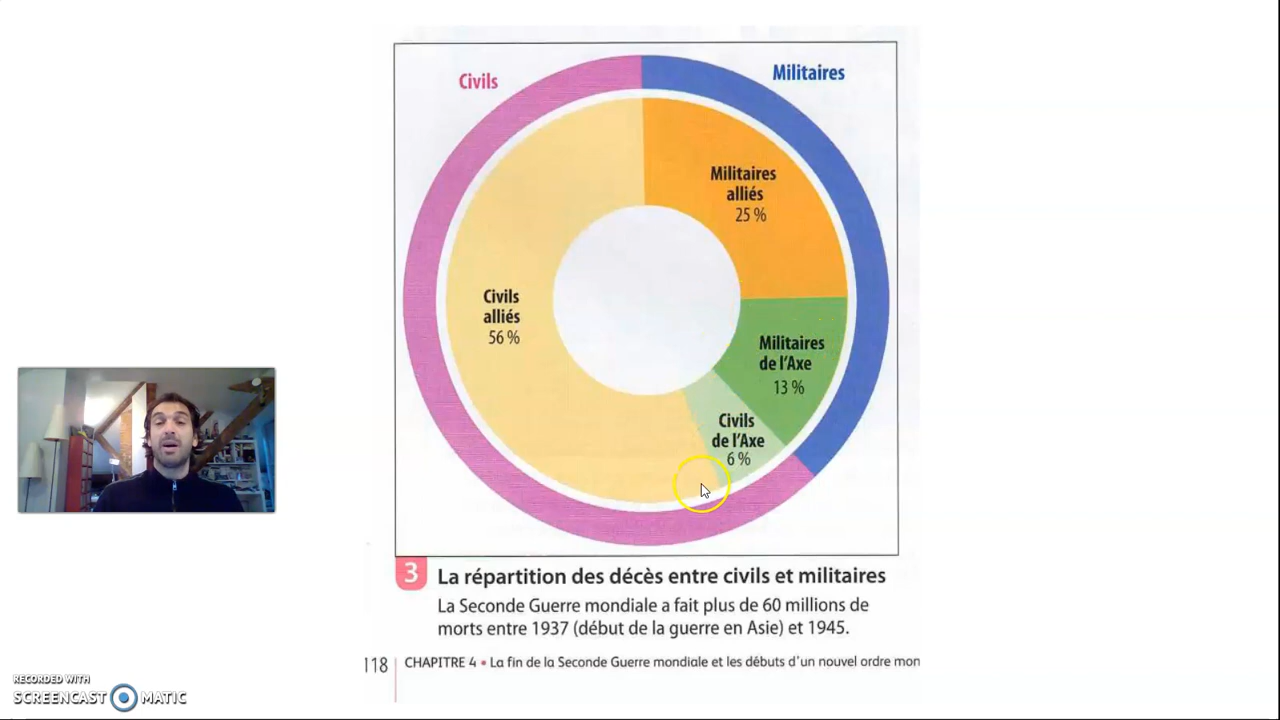 Civils
Militaires
Militaires
alliés
25 %
Civils
alliés
56 %
Militaires
de l'Axe
13 %
Civils
de l'Axe
6 %
3 La répartition des décès entre civils et militaires
La Seconde Guerre mondiale a fait plus de 60 millions de
morts entre 1937 (début de la guerre en Asie) et 1945.
118 CHAPITRE 4 • La fin de la Seconde Guerre mondiale et les débuts d'un nouvel ordre mon
RECORDED WITH
SCREENCAST MATIC